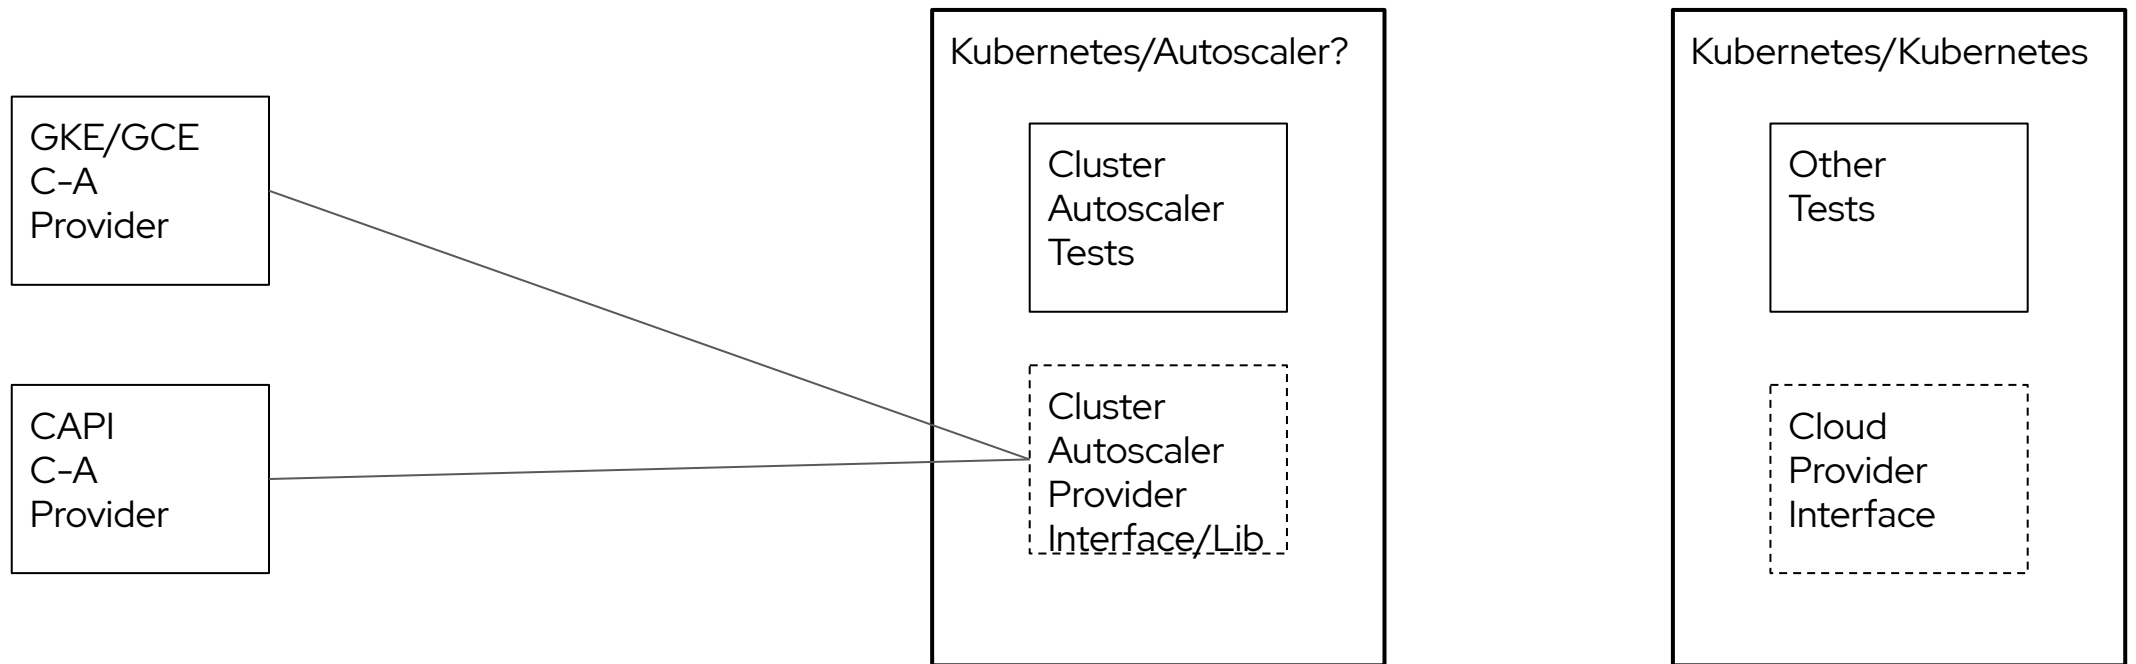 GKE/GCE
C-A
Provider
CAPI
C-A
Provider
Kubernetes/Autoscaler?
Cluster
Autoscaler
Tests
Cluster
Autoscaler
Provider
Interface/Lib
Kubernetes/Kubernetes
Other
Tests
Cloud
Provider
Interface